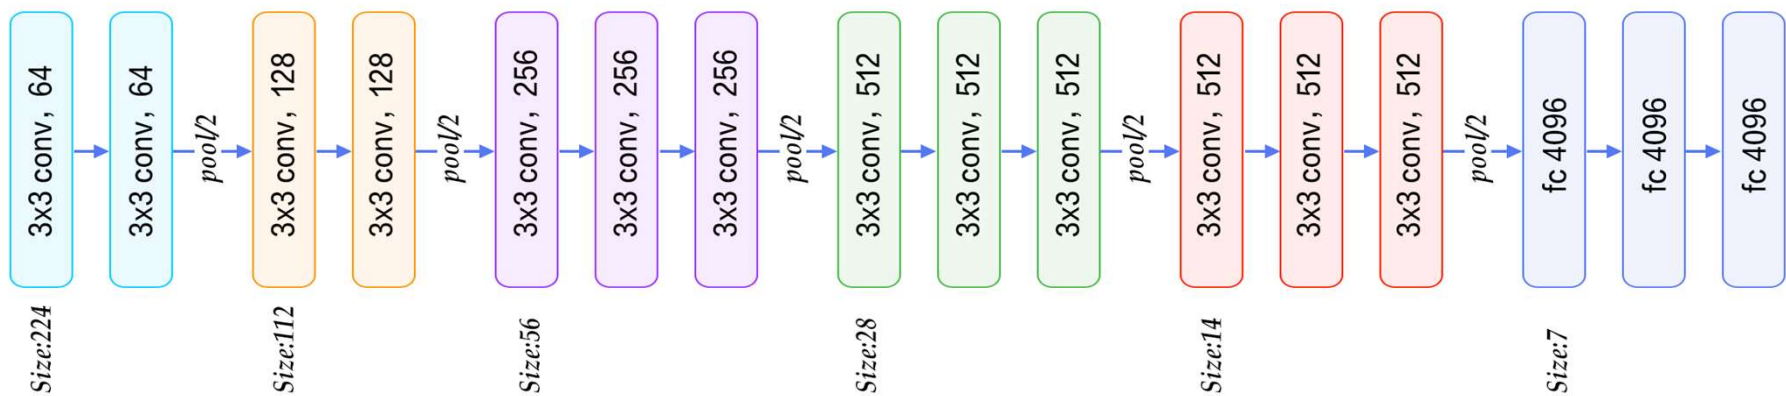 3x3 conv, 64
3x3 conv, 64
pool/2
3x3 conv, 128
3x3 conv, 128
pool/2
3x3 conv, 256
3x3 conv, 256
3x3 conv, 256
pool/2
3x3 conv, 512
3x3 conv, 512
3x3 conv, 512
pool/2
3x3 conv, 512
3x3 conv, 512
3x3 conv, 512
pool/2
fc 4096
fc 4096
fc 4096
Size:224
Size:112
Size:56
Size:28
Size:14
Size:7